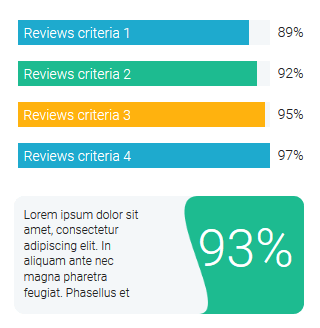 Reviews criteria 1 89%
Reviews criteria 2 92%
Reviews criteria 3 95%
Reviews criteria 4 97%
Lorem ipsum dolor sit
amet, consectetur
adipiscing elit. In
aliquam ante nec
magna pharetra
feugiat. Phasellus et
93%